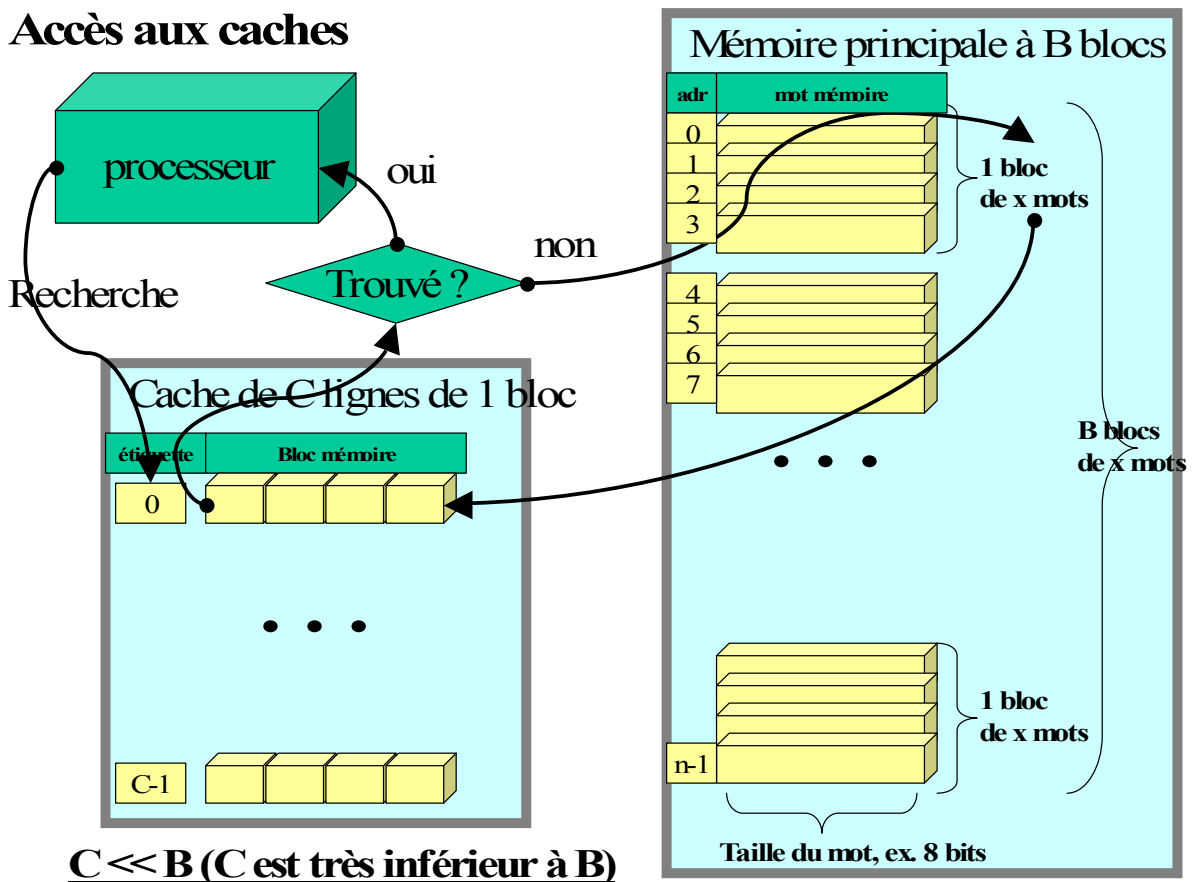 Accès aux caches
processeur
oui
Trouvé ?
non
Recherche
Cache de C lignes de 1 bloc
étiquette
Bloc mémoire
0
C-1
C << B (C est très inférieur à B)
Mémoire principale à B blocs
adr
mot mémoire
0
1
2
3
1 bloc
de x mots
4
5
6
7
B blocs
de x mots
1 bloc
de x mots
n-1
Taille du mot, ex. 8 bits